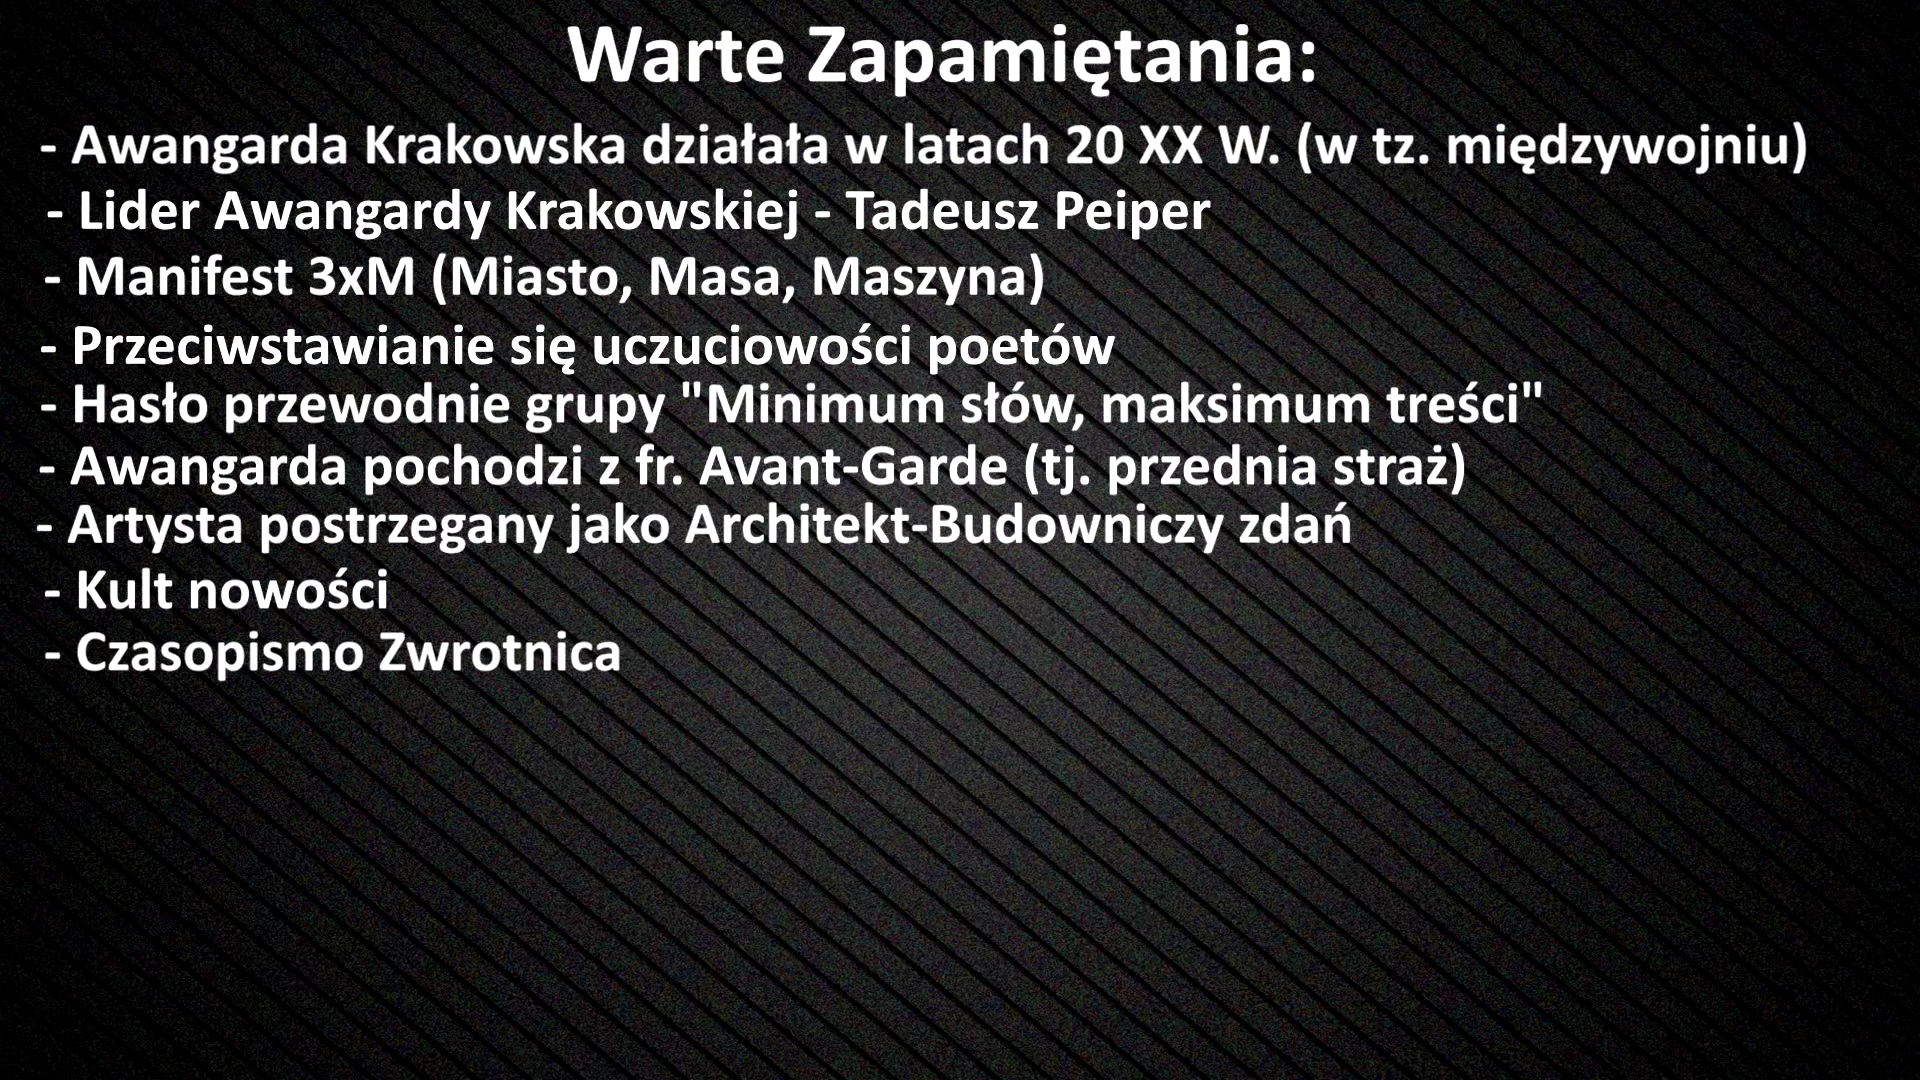 Warte Zapamiętania:
- Awangarda Krakowska działała w latach 20 XX W. (w tz. międzywojniu)
- Lider Awangardy Krakowskiej - Tadeusz Peiper
- Manifest 3xM (Miasto, Masa, Maszyna)
- Przeciwstawianie się uczuciowości poetów
- Hasło przewodnie grupy "Minimum słów, maksimum treści"
- Awangarda pochodzi z fr. Avant-Garde (tj. przednia straż)
- Artysta postrzegany jako Architekt-Budowniczy zdań
- Kult nowości
- Czasopismo Zwrotnica